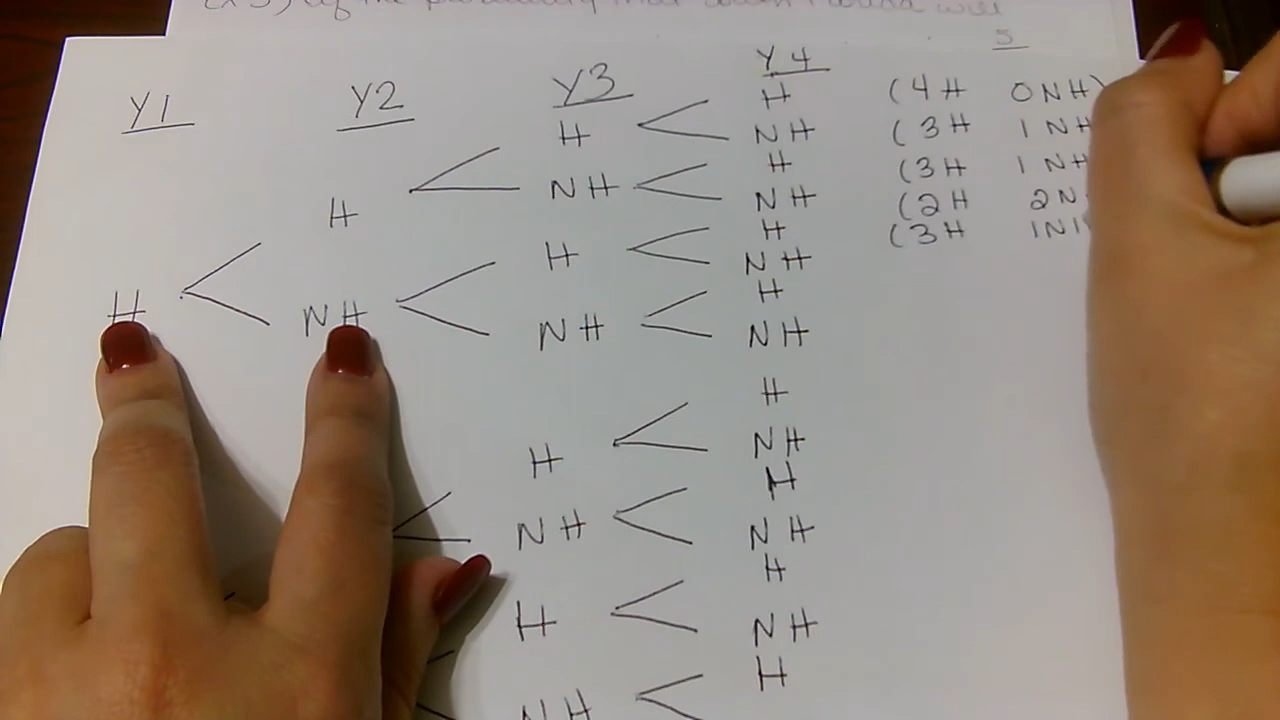 5
Y1 Y2 Y3 Y4
H (4H 0NH)
H NH (3H 1NH
NH H (3H 1NH
H NH (2H 2N
H H (3H 1N
NH
H NH H
NH NH
H
H NH
H
NH NH
H
H NH
H
NH